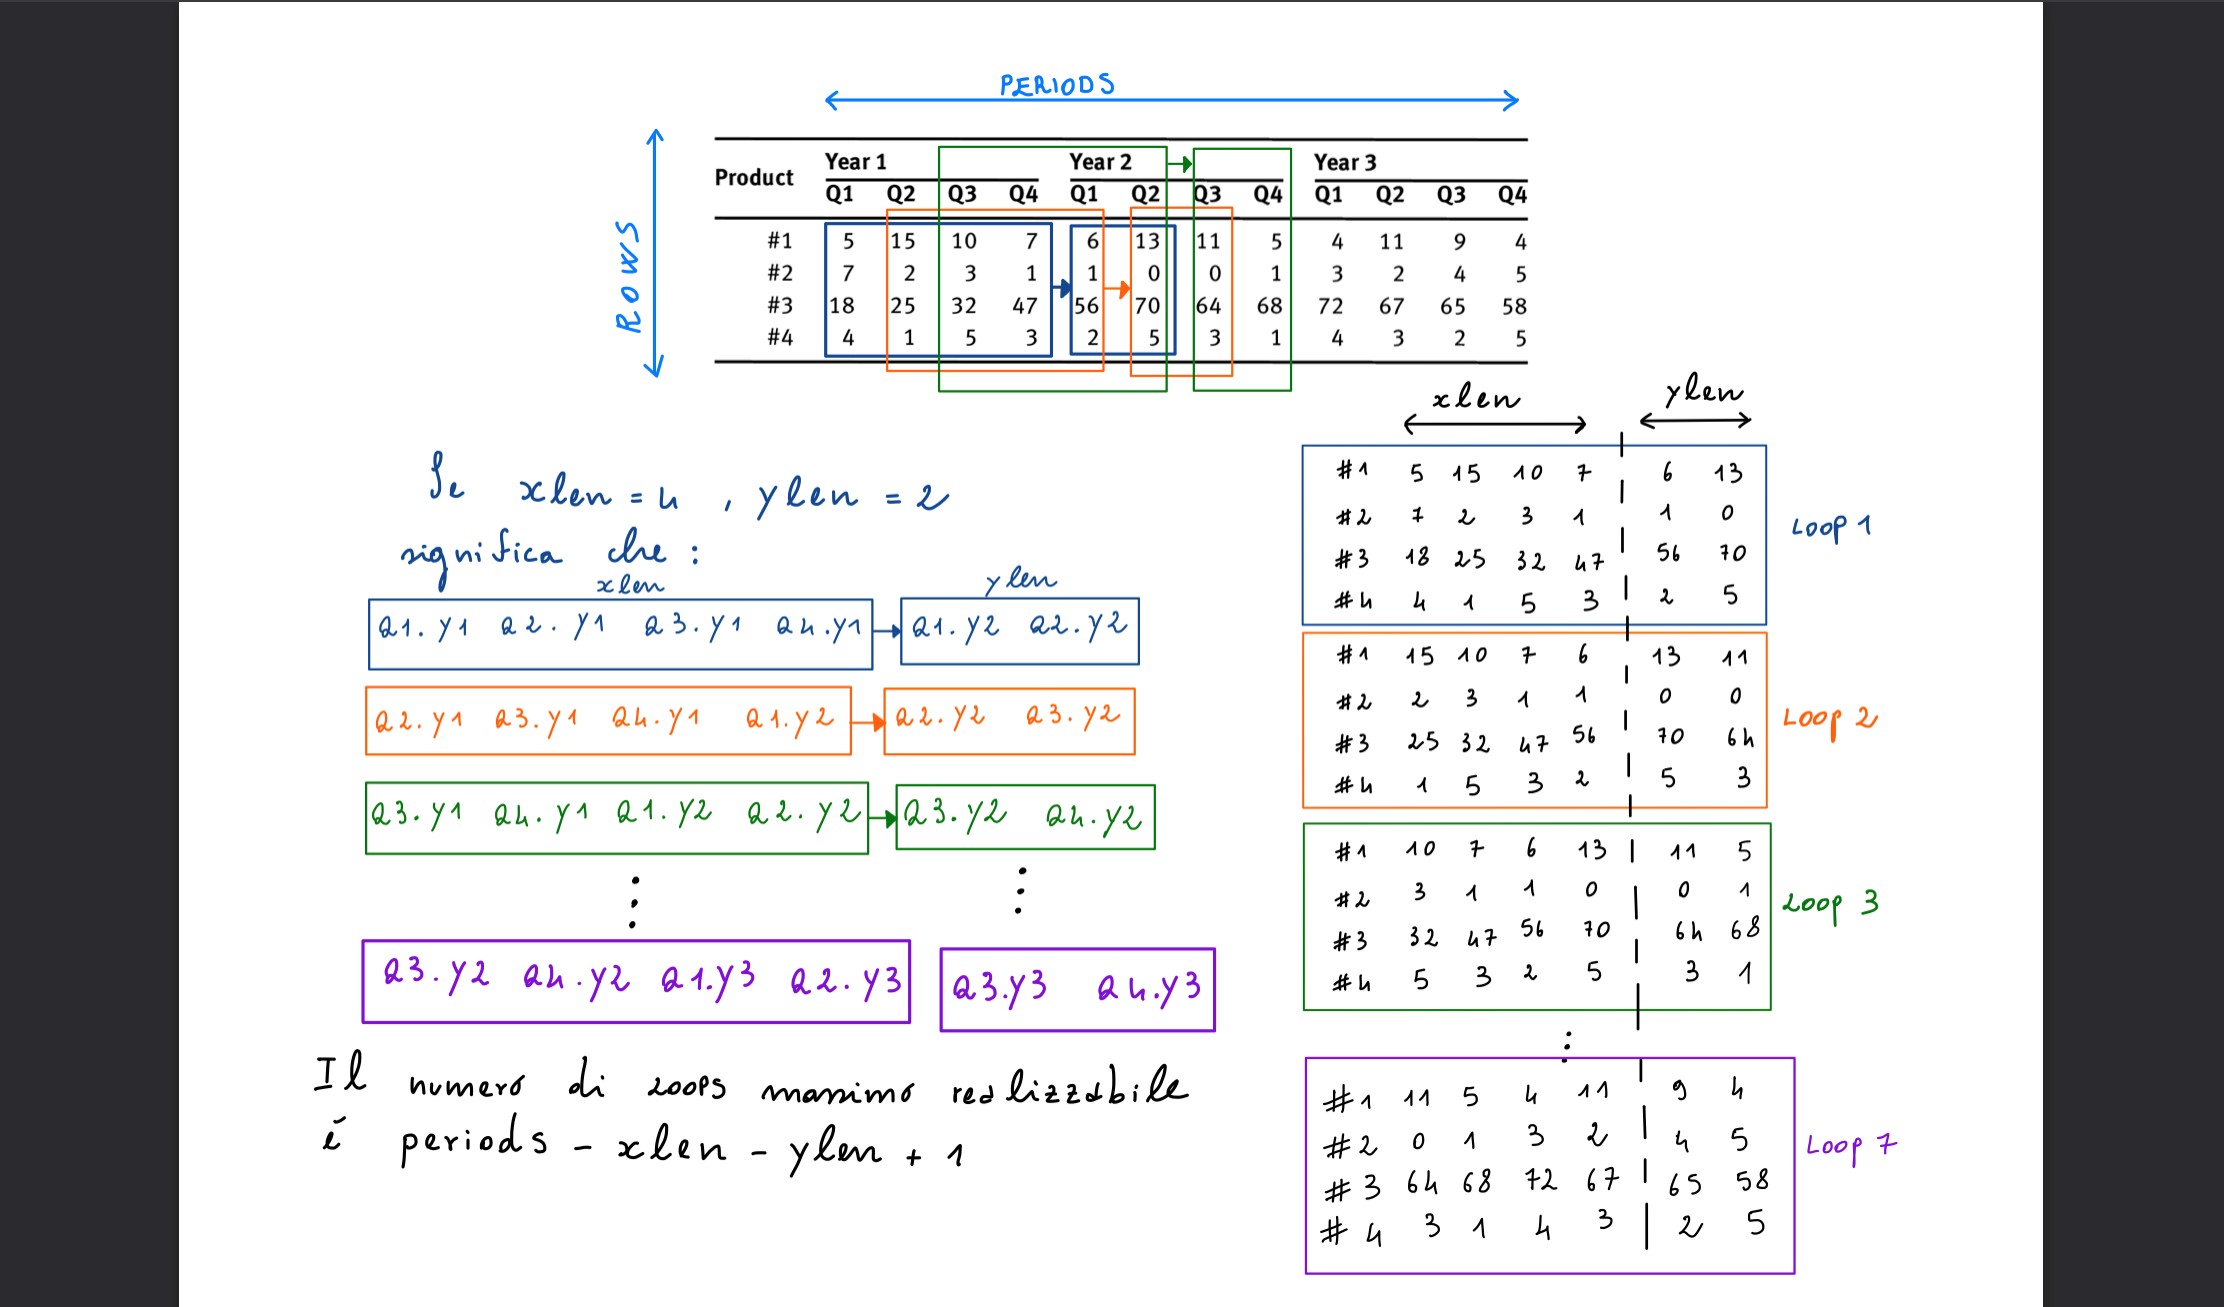 PERIODS
ROWS
Product Year 1 Year 2 Year 3
Q1 Q2 Q3 Q4 Q1 Q2 Q3 Q4 Q1 Q2 Q3 Q4
#1 5 15 10 7 6 13 11 5 4 11 9 4
#2 7 2 3 1 1 0 0 1 3 2 4 5
#3 18 25 32 47 56 70 64 68 72 67 65 58
#4 4 1 5 3 2 5 3 1 4 3 2 5
Se xlen = 4 , ylen = 2
significa che :
xlen ylen
Q1.Y1 Q2.Y1 Q3.Y1 Q4.Y1 Q1.Y2 Q2.Y2
Q2.Y1 Q3.Y1 Q4.Y1 Q1.Y2 Q2.Y2 Q3.Y2
Q3.Y1 Q4.Y1 Q1.Y2 Q2.Y2 Q3.Y2 Q4.Y2
Q3.Y2 Q4.Y2 Q1.Y3 Q2.Y3 Q3.Y3 Q4.Y3
Il numero di loops massimo realizzabile
è periods - xlen - ylen + 1
xlen ylen
#1 5 15 10 7 6 13
#2 7 2 3 1 1 0
#3 18 25 32 47 56 70
#4 4 1 5 3 2 5
Loop 1
#1 15 10 7 6 13 11
#2 2 3 1 1 0 0
#3 25 32 47 56 70 64
#4 1 5 3 2 5 3
Loop 2
#1 10 7 6 13 11 5
#2 3 1 1 0 0 1
#3 32 47 56 70 64 68
#4 5 3 2 5 3 1
Loop 3
#1 11 5 4 11 9 4
#2 0 1 3 2 4 5
#3 64 68 72 67 65 58
#4 3 1 4 3 2 5
Loop 7